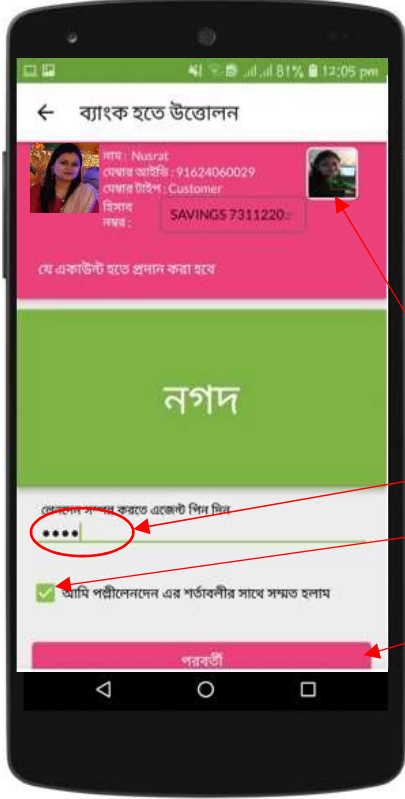 81% 12:05 pm
ব্যাংক হতে উত্তোলন
নাম : Nusrat
মেম্বার আইডি : 91624060029
মেম্বার টাইপ : Customer
হিসাব নম্বর :
SAVINGS 7311220
যে একাউন্ট হতে প্রদান করা হবে
নগদ
লেনদেন সম্পন্ন করতে এজেন্ট পিন দিন
আমি পল্লীলেনদেন এর শর্তাবলীর সাথে সম্মত হলাম
পরবর্তী